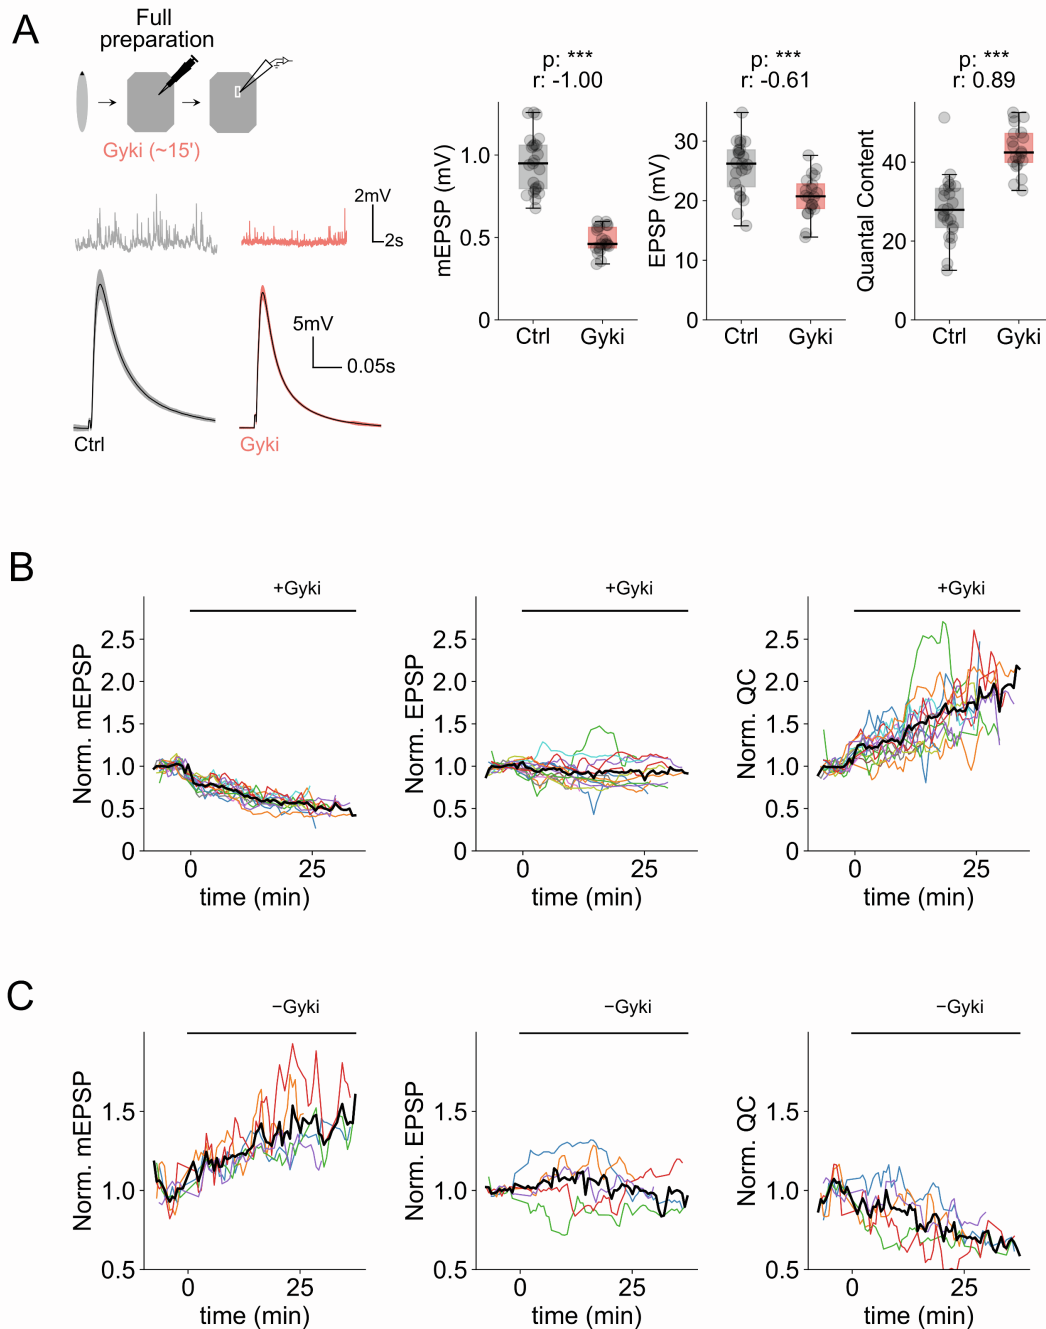 A
Full
preparation
Gyki (~15')
2mV
2s
5mV
0.05s
Ctrl
Gyki
p: ***
r: -1.00
mEPSP (mV)
1.0
0.5
0
Ctrl
Gyki
p: ***
r: -0.61
EPSP (mV)
30
20
10
0
Ctrl
Gyki
p: ***
r: 0.89
Quantal Content
40
20
0
Ctrl
Gyki
B
+Gyki
Norm. mEPSP
2.5
2.0
1.5
1.0
0.5
0
0
25
time (min)
+Gyki
Norm. EPSP
2.5
2.0
1.5
1.0
0.5
0
0
25
time (min)
+Gyki
Norm. QC
2.5
2.0
1.5
1.0
0.5
0
0
25
time (min)
C
−Gyki
Norm. mEPSP
1.5
1.0
0.5
0
25
time (min)
−Gyki
Norm. EPSP
1.5
1.0
0.5
0
25
time (min)
−Gyki
Norm. QC
1.5
1.0
0.5
0
25
time (min)